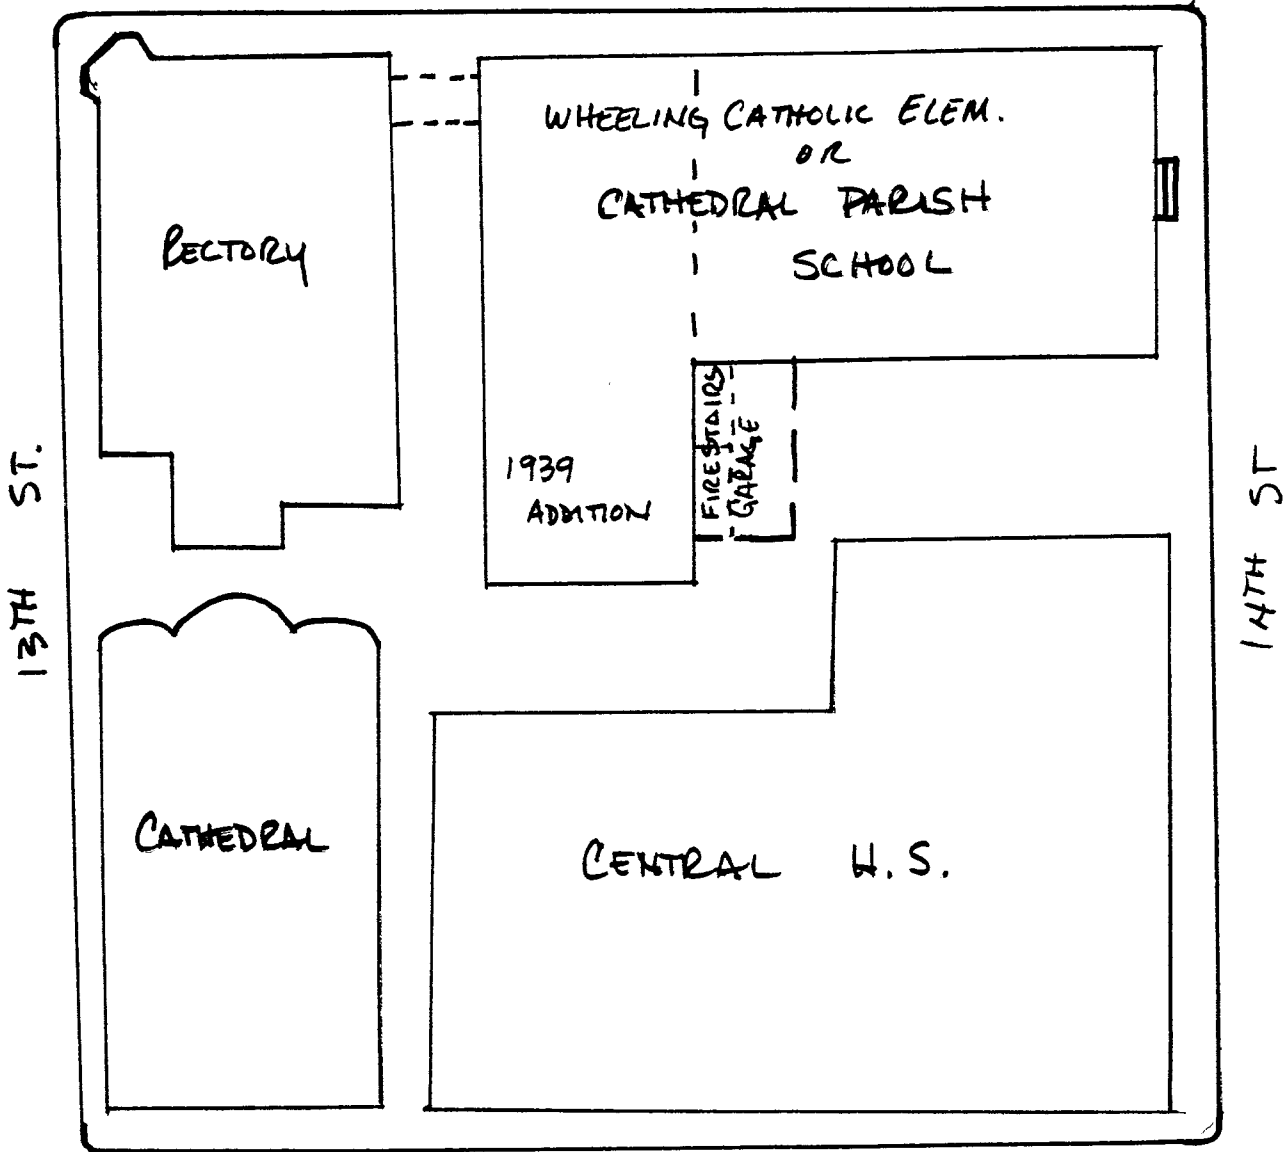 WHEELING CATHOLIC ELEM.
OR
CATHEDRAL PARISH
SCHOOL
RECTORY
FIRE STAIRS
GARAGE
1939
ADDITION
13TH ST.
14TH ST
CATHEDRAL
CENTRAL H.S.